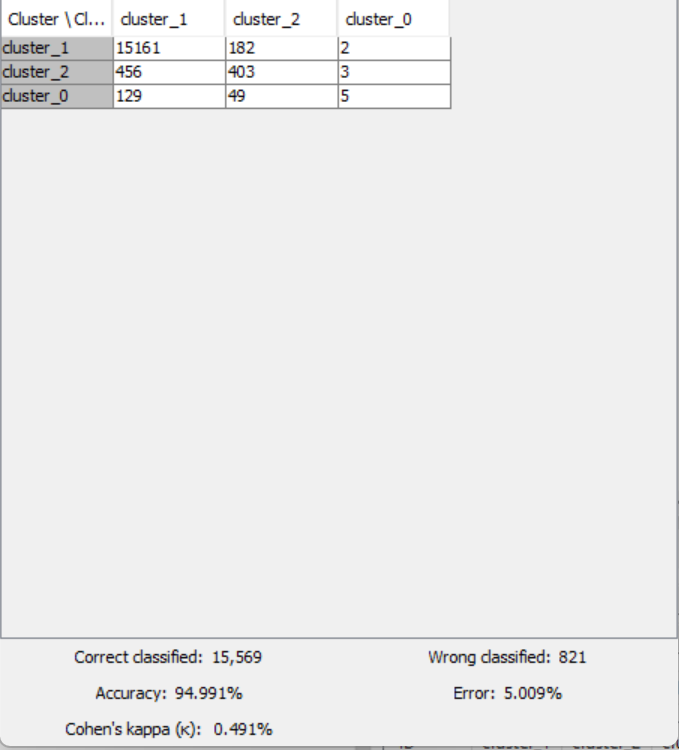 Cluster \ Cl... cluster_1 cluster_2 cluster_0
cluster_1 15161 182 2
cluster_2 456 403 3
cluster_0 129 49 5
Correct classified: 15,569 Wrong classified: 821
Accuracy: 94.991% Error: 5.009%
Cohen's kappa (κ): 0.491%